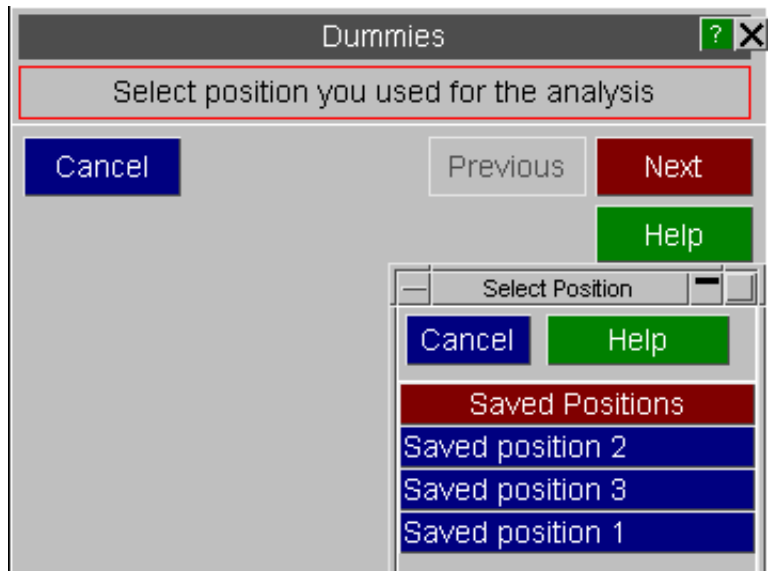 Dummies
?
Select position you used for the analysis
Cancel
Previous
Next
Help
Select Position
Cancel
Help
Saved Positions
Saved position 2
Saved position 3
Saved position 1